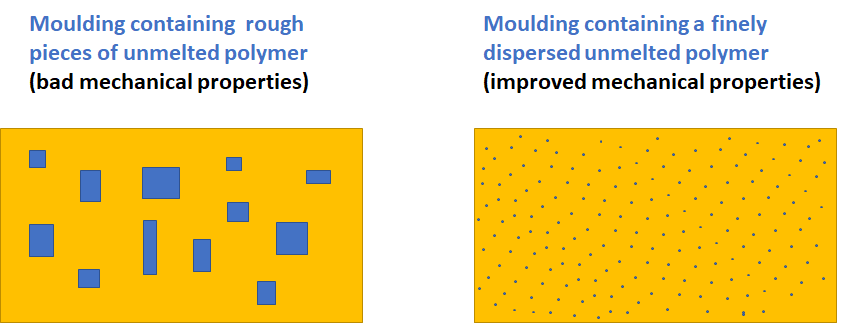 Moulding containing rough
pieces of unmelted polymer
(bad mechanical properties)
Moulding containing a finely
dispersed unmelted polymer
(improved mechanical properties)